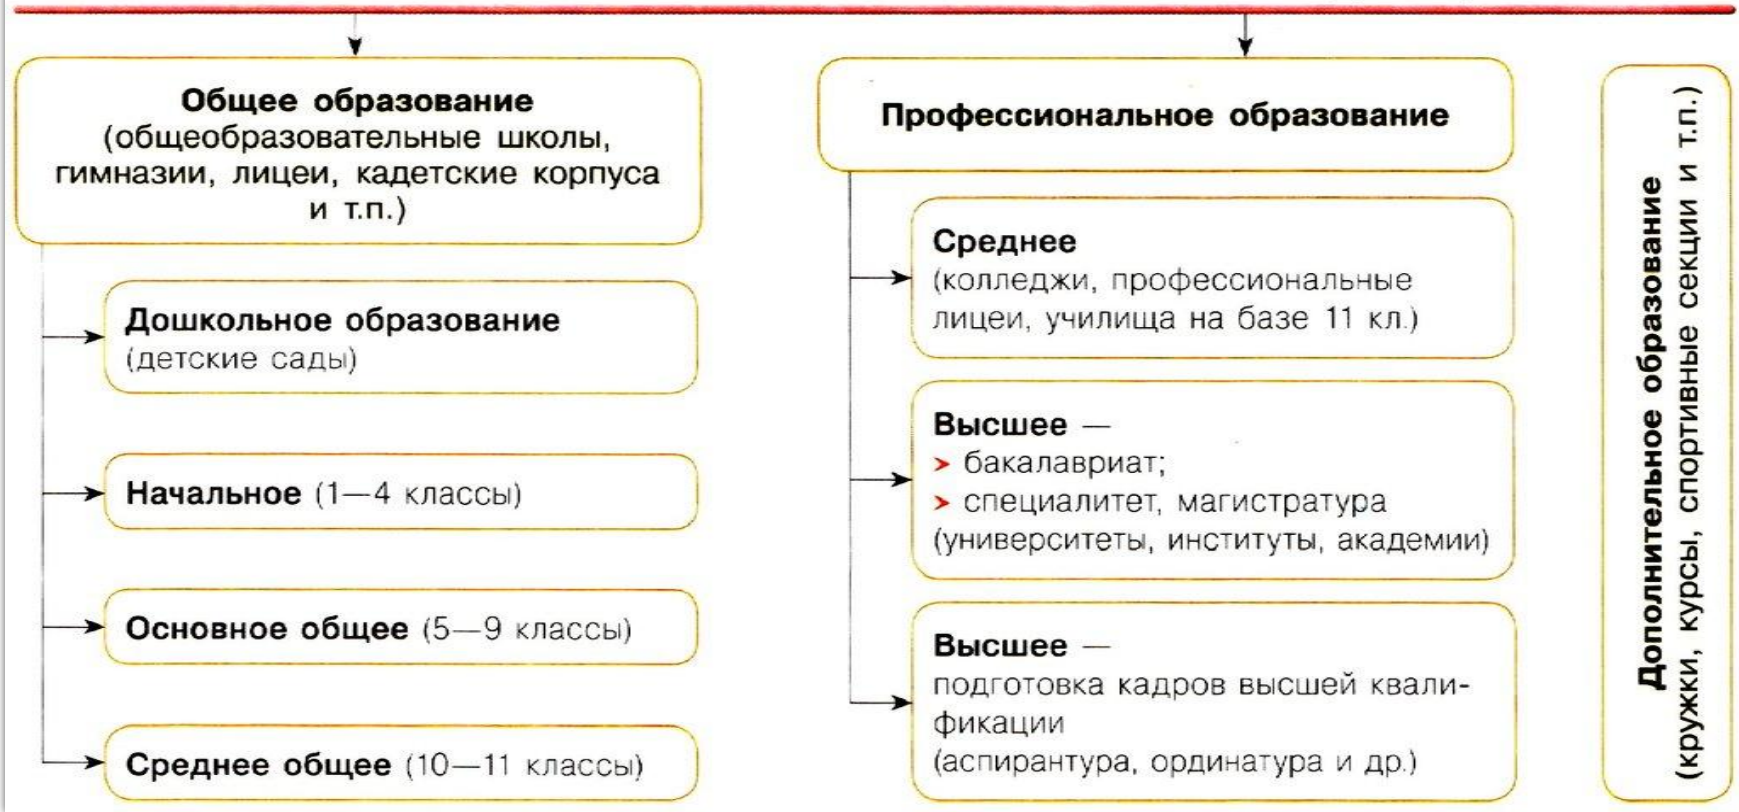 Общее образование
(общеобразовательные школы,
гимназии, лицеи, кадетские корпуса
и т.п.)
Дошкольное образование
(детские сады)
Начальное (1—4 классы)
Основное общее (5—9 классы)
Среднее общее (10—11 классы)
Профессиональное образование
Среднее
(колледжи, профессиональные
лицеи, училища на базе 11 кл.)
Высшее —
➤ бакалавриат;
➤ специалитет, магистратура
(университеты, институты, академии)
Высшее —
подготовка кадров высшей квали-
фикации
(аспирантура, ординатура и др.)
Дополнительное образование
(кружки, курсы, спортивные секции и т.п.)